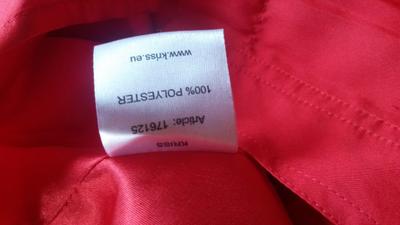 KRISS
Article: 176125
100% POLYESTER
www.kriss.eu